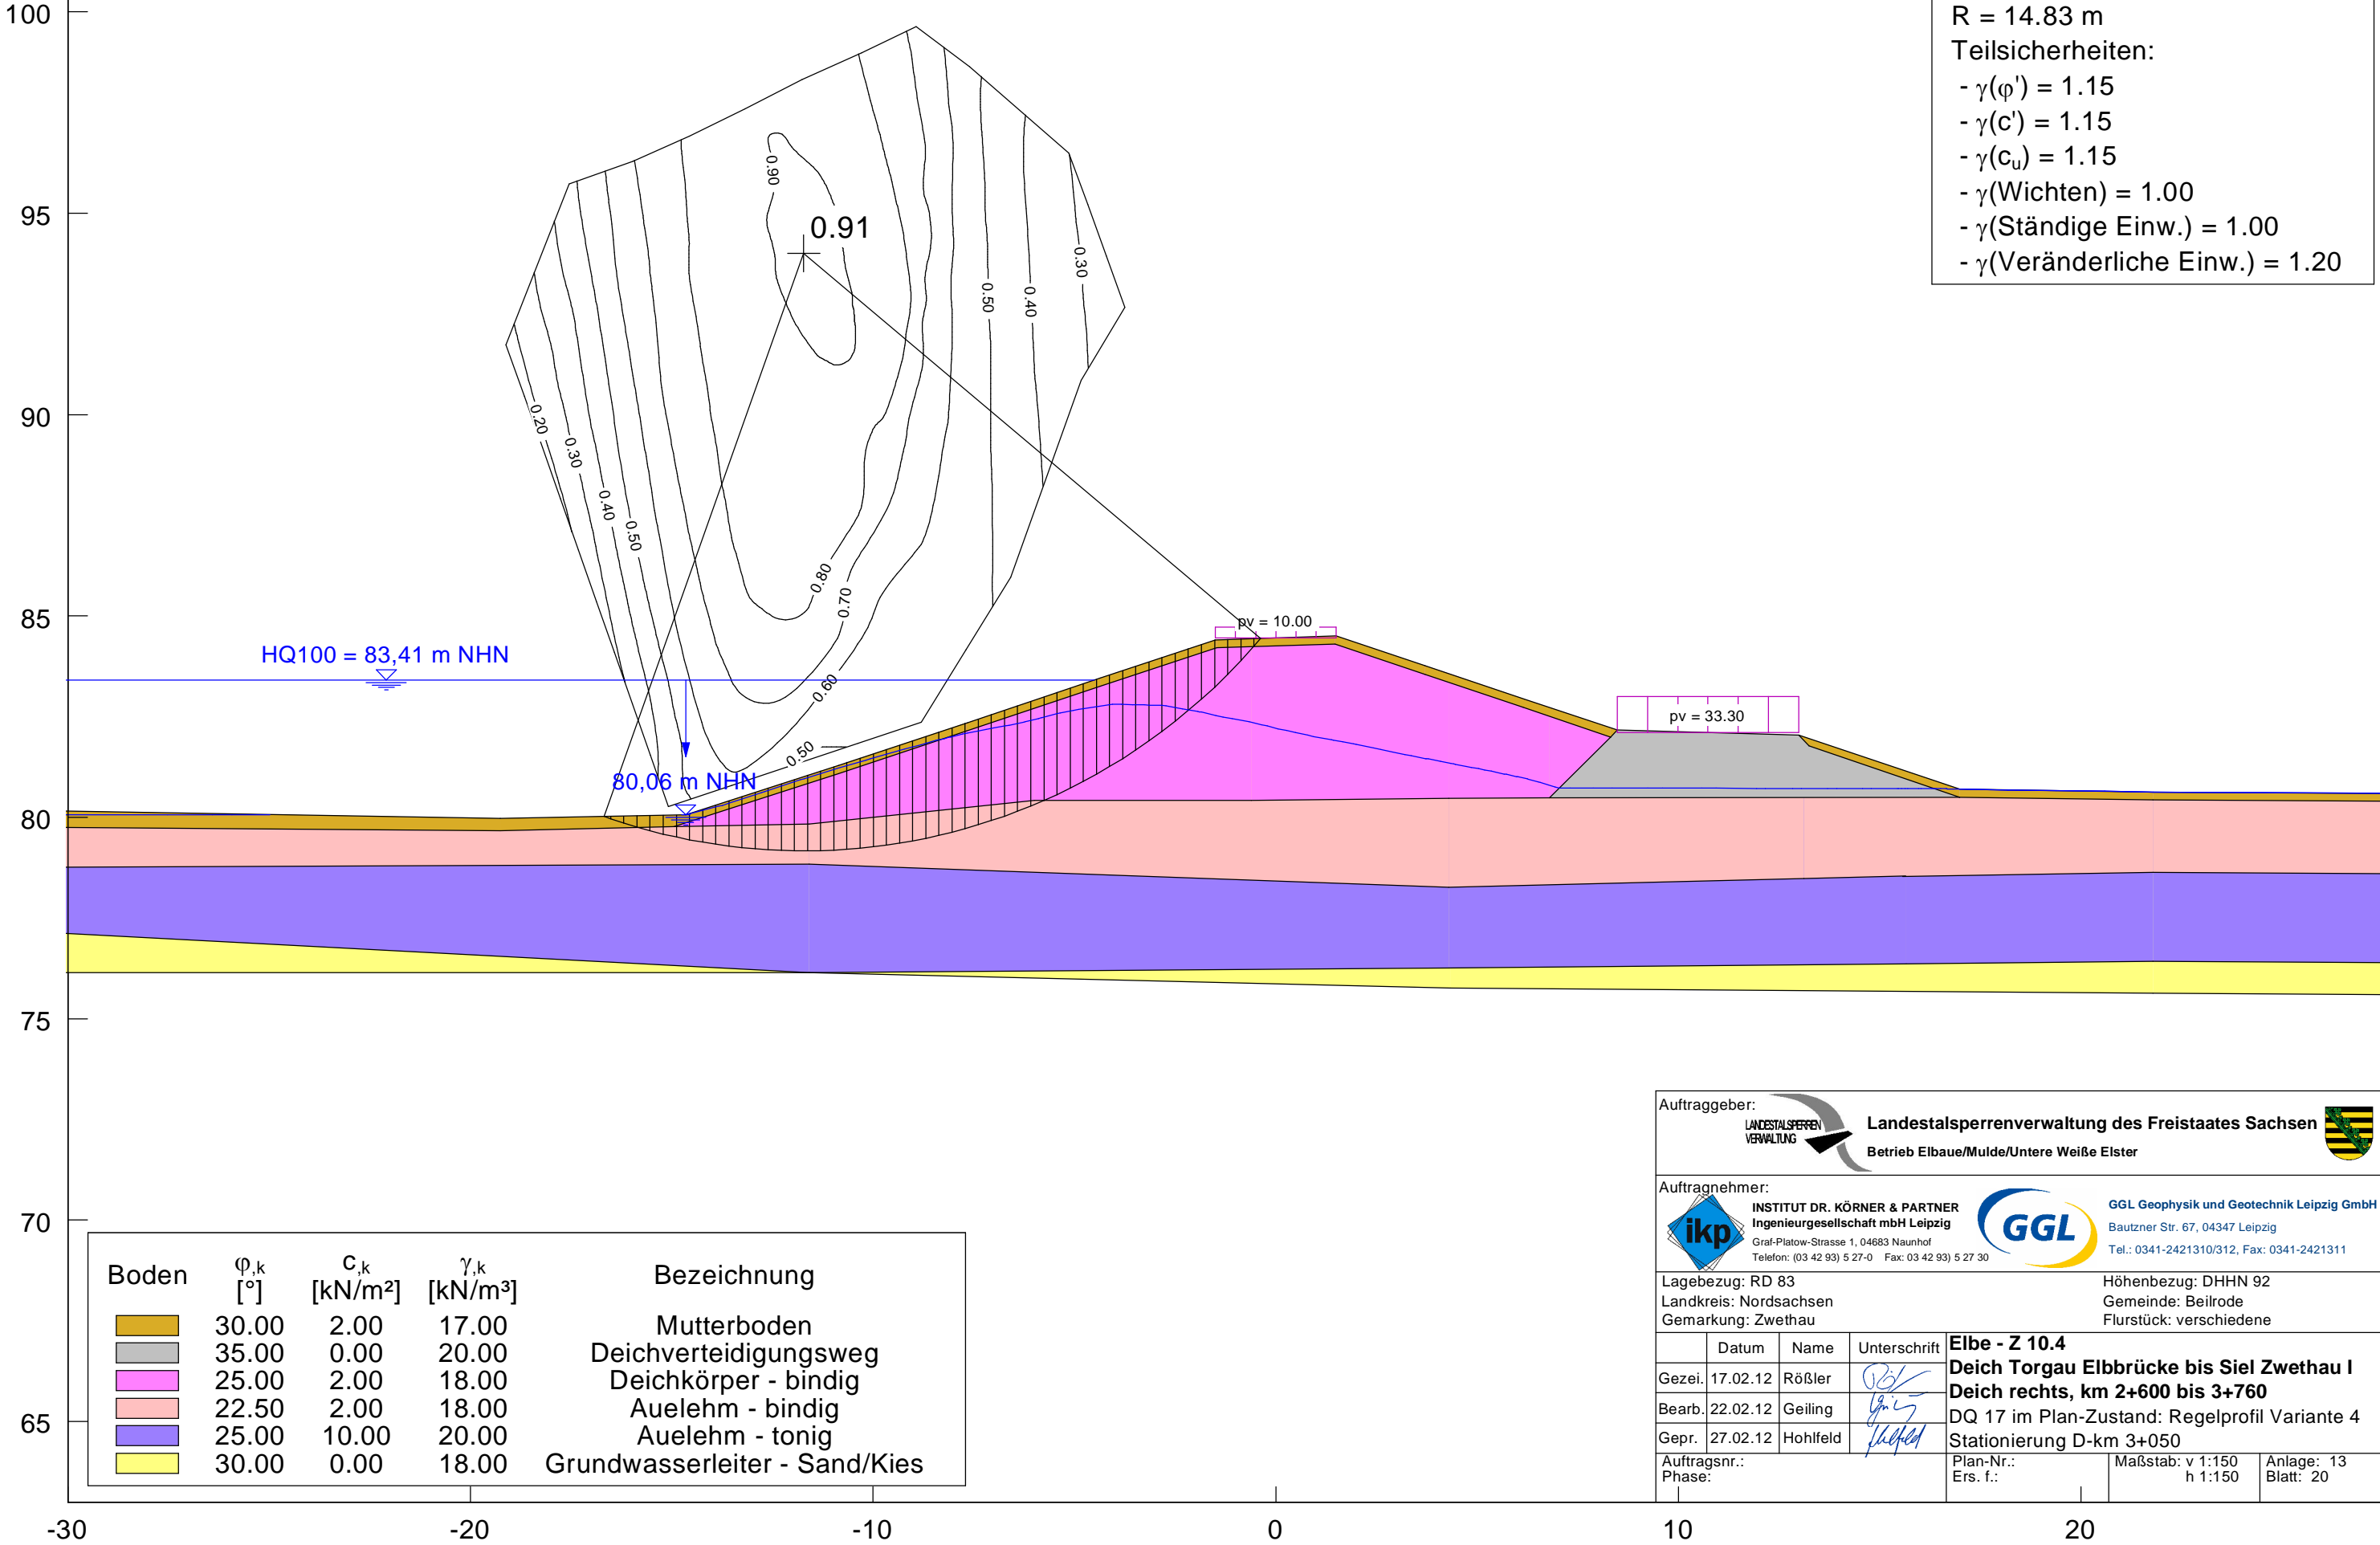 100
95
90
85
80
75
70
65
-30
-20
-10
0
10
20
R = 14.83 m
Teilsicherheiten:
- γ(φ') = 1.15
- γ(c') = 1.15
- γ(cu) = 1.15
- γ(Wichten) = 1.00
- γ(Ständige Einw.) = 1.00
- γ(Veränderliche Einw.) = 1.20
0.90
0.91
0.30
0.50
0.40
0.20
0.30
0.40
0.50
0.80
0.70
0.60
0.50
pv = 10.00
pv = 33.30
HQ100 = 83,41 m NHN
80,06 m NHN
Boden φ,k [°] c,k [kN/m²] γ,k [kN/m³] Bezeichnung
30.00 2.00 17.00 Mutterboden
35.00 0.00 20.00 Deichverteidigungsweg
25.00 2.00 18.00 Deichkörper - bindig
22.50 2.00 18.00 Auelehm - bindig
25.00 10.00 20.00 Auelehm - tonig
30.00 0.00 18.00 Grundwasserleiter - Sand/Kies
Auftraggeber:
LANDESTALSPERREN
VERWALTUNG
Landestalsperrenverwaltung des Freistaates Sachsen
Betrieb Elbaue/Mulde/Untere Weiße Elster
Auftragnehmer:
ikp
INSTITUT DR. KÖRNER & PARTNER
Ingenieurgesellschaft mbH Leipzig
Graf-Platow-Strasse 1, 04683 Naunhof
Telefon: (03 42 93) 5 27-0 Fax: 03 42 93) 5 27 30
GGL
GGL Geophysik und Geotechnik Leipzig GmbH
Bautzner Str. 67, 04347 Leipzig
Tel.: 0341-2421310/312, Fax: 0341-2421311
Lagebezug: RD 83 Höhenbezug: DHHN 92
Landkreis: Nordsachsen Gemeinde: Beilrode
Gemarkung: Zwethau Flurstück: verschiedene
Datum Name Unterschrift
Gezei. 17.02.12 Rößler
Bearb. 22.02.12 Geiling
Gepr. 27.02.12 Hohlfeld
Elbe - Z 10.4
Deich Torgau Elbbrücke bis Siel Zwethau I
Deich rechts, km 2+600 bis 3+760
DQ 17 im Plan-Zustand: Regelprofil Variante 4
Stationierung D-km 3+050
Auftragsnr.:
Phase:
Plan-Nr.:
Ers. f.:
Maßstab: v 1:150
h 1:150
Anlage: 13
Blatt: 20